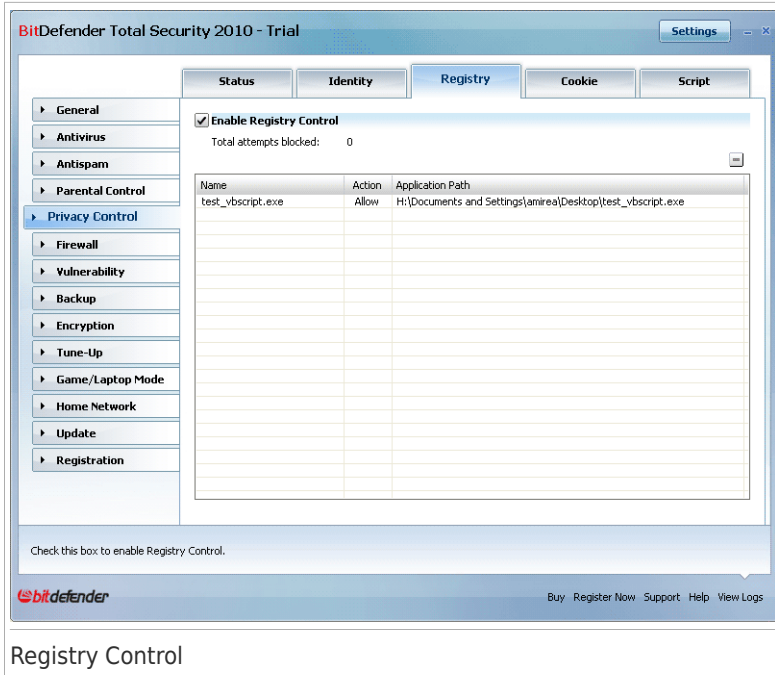 BitDefender Total Security 2010 - Trial
Settings
Status Identity Registry Cookie Script
General
Antivirus
Antispam
Parental Control
Privacy Control
Firewall
Vulnerability
Backup
Encryption
Tune-Up
Game/Laptop Mode
Home Network
Update
Registration
Enable Registry Control
Total attempts blocked: 0
Name Action Application Path
test_vbscript.exe Allow H:\Documents and Settings\amirea\Desktop\test_vbscript.exe
Check this box to enable Registry Control.
bitdefender
Buy Register Now Support Help View Logs
Registry Control